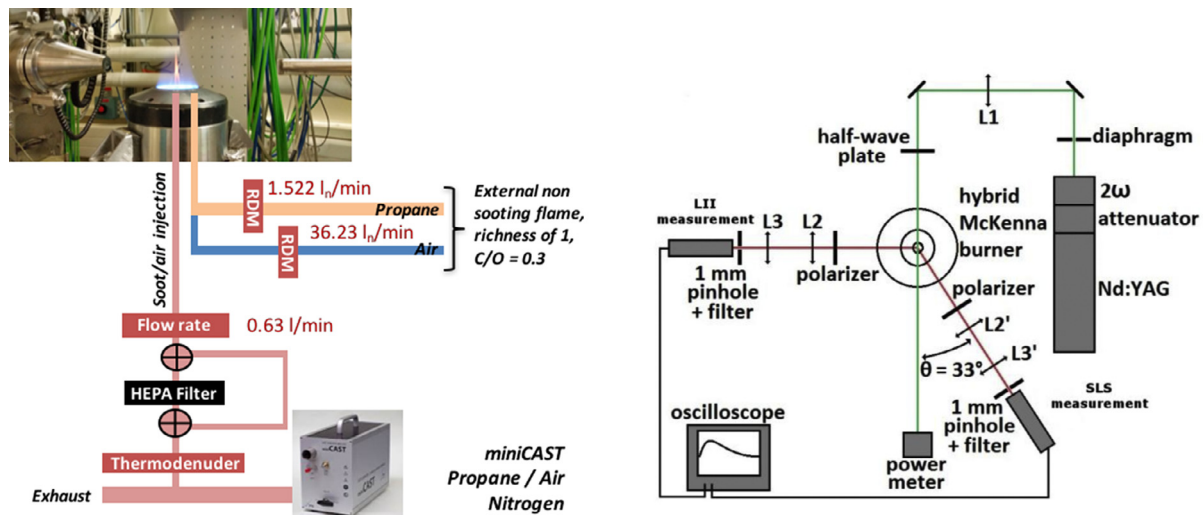 1.522 lₙ/min
RDM
Propane
36.23 lₙ/min
RDM
Air
External non
sooting flame,
richness of 1,
C/O = 0.3
Soot/air injection
Flow rate
0.63 l/min
HEPA Filter
Thermodenuder
Exhaust
miniCAST
CAST
miniCAST
Propane / Air
Nitrogen
L1
half-wave
plate
diaphragm
2ω
attenuator
Nd:YAG
LII
measurement
L3
L2
hybrid
McKenna
burner
1 mm
pinhole
+ filter
polarizer
polarizer
L2'
L3'
θ = 33°
SLS
measurement
1 mm
pinhole
+ filter
oscilloscope
power
meter